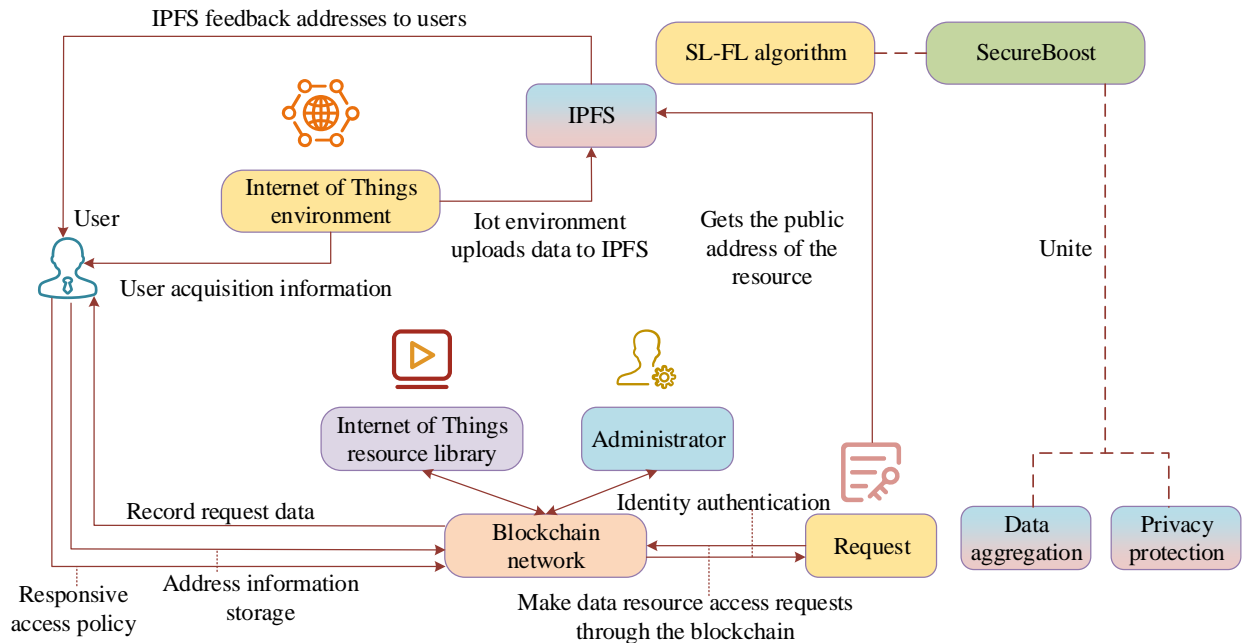 IPFS feedback addresses to users
SL-FL algorithm
SecureBoost
IPFS
Internet of Things
environment
User
Iot environment
uploads data to IPFS
Gets the public
address of the
resource
Unite
User acquisition information
Internet of Things
resource library
Administrator
Identity authentication
Record request data
Blockchain
network
Request
Data
aggregation
Privacy
protection
Responsive
access policy
Address information
storage
Make data resource access requests
through the blockchain